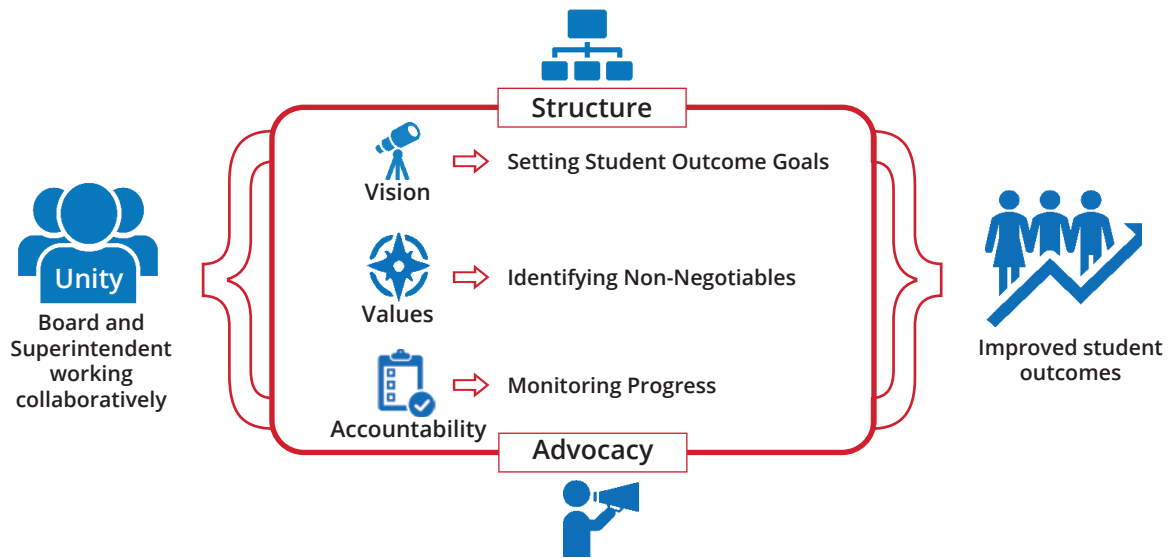 Structure
Vision
Setting Student Outcome Goals
Unity
Board and
Superintendent
working
collaboratively
Values
Identifying Non-Negotiables
Accountability
Monitoring Progress
Advocacy
Improved student
outcomes